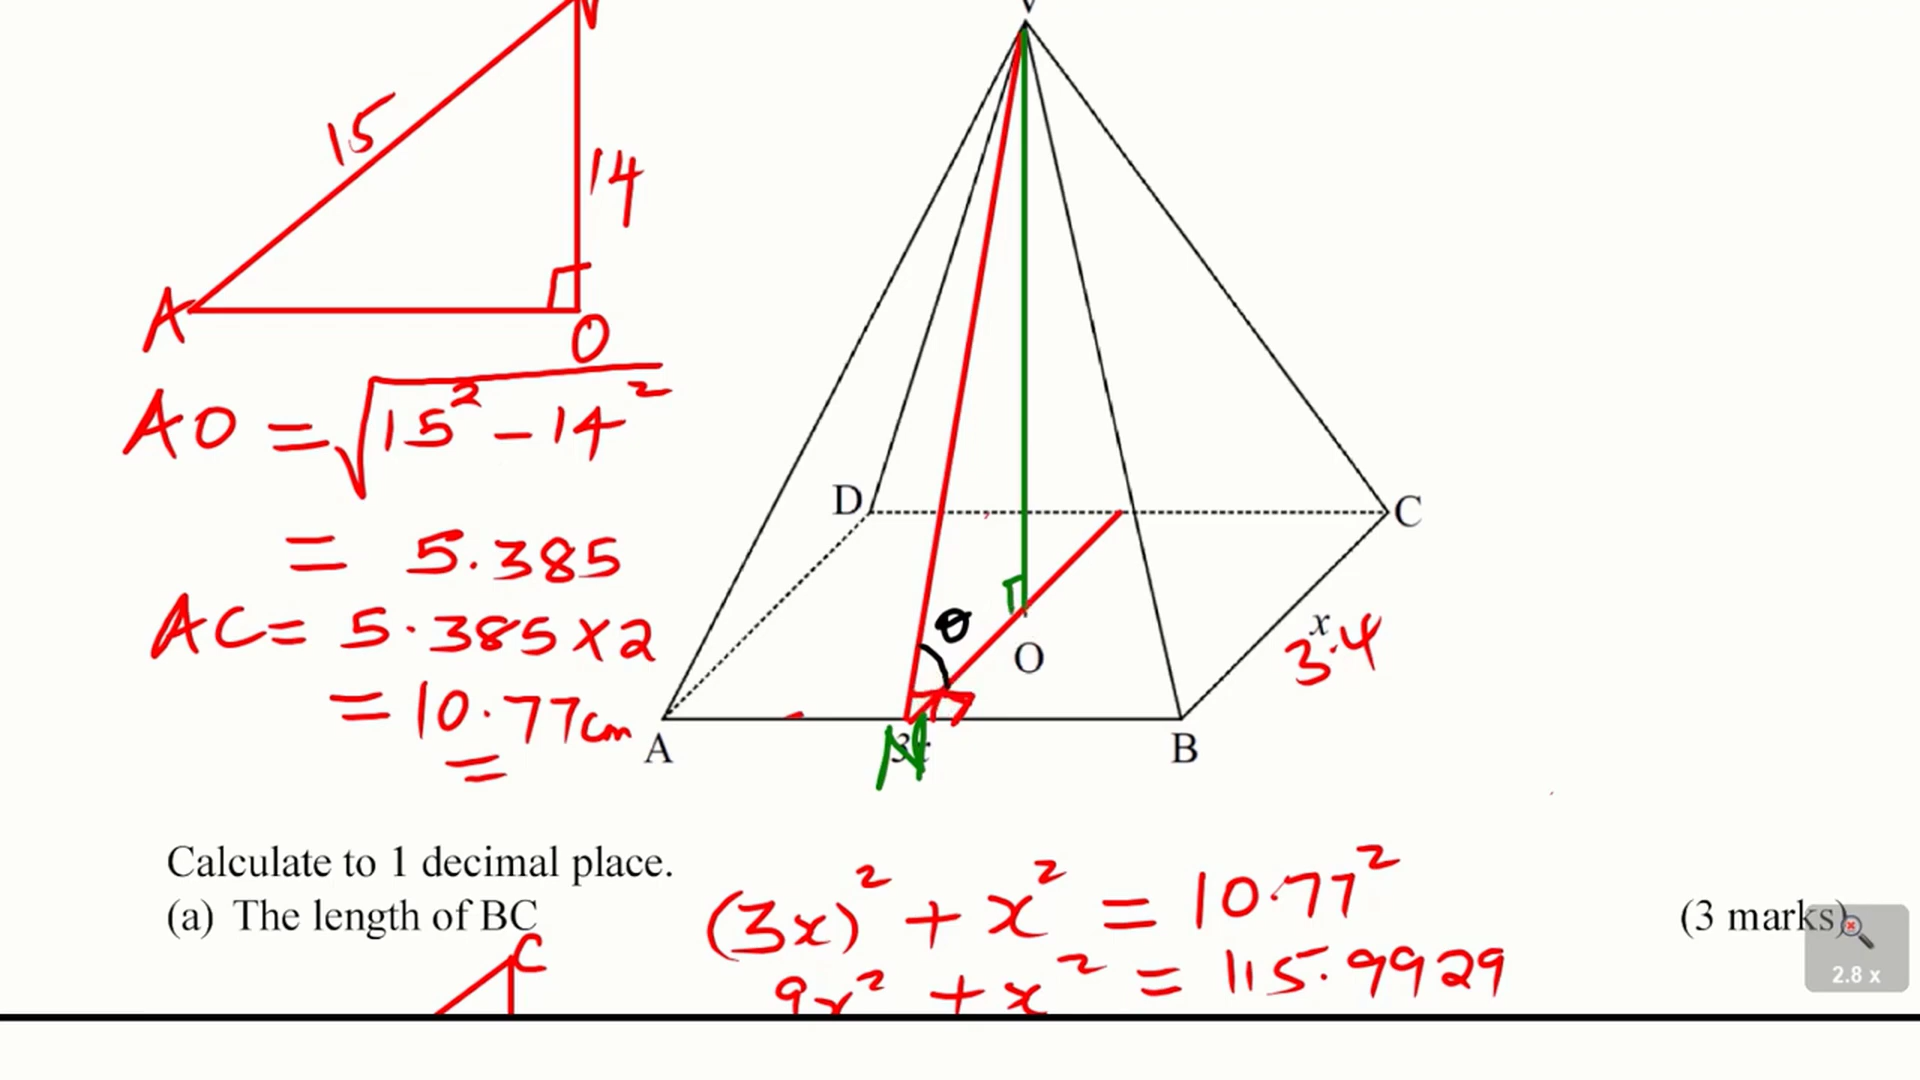 V
15
14
A
O
AO = √15² - 14²
= 5.385
AC = 5.385 x 2
= 10.77cm
D
C
θ
O
x
3.4
A
N
B
Calculate to 1 decimal place.
(a) The length of BC
(3x)² + x² = 10.77²
(3 marks)
C
9x² + x² = 115.9929
2.8 x